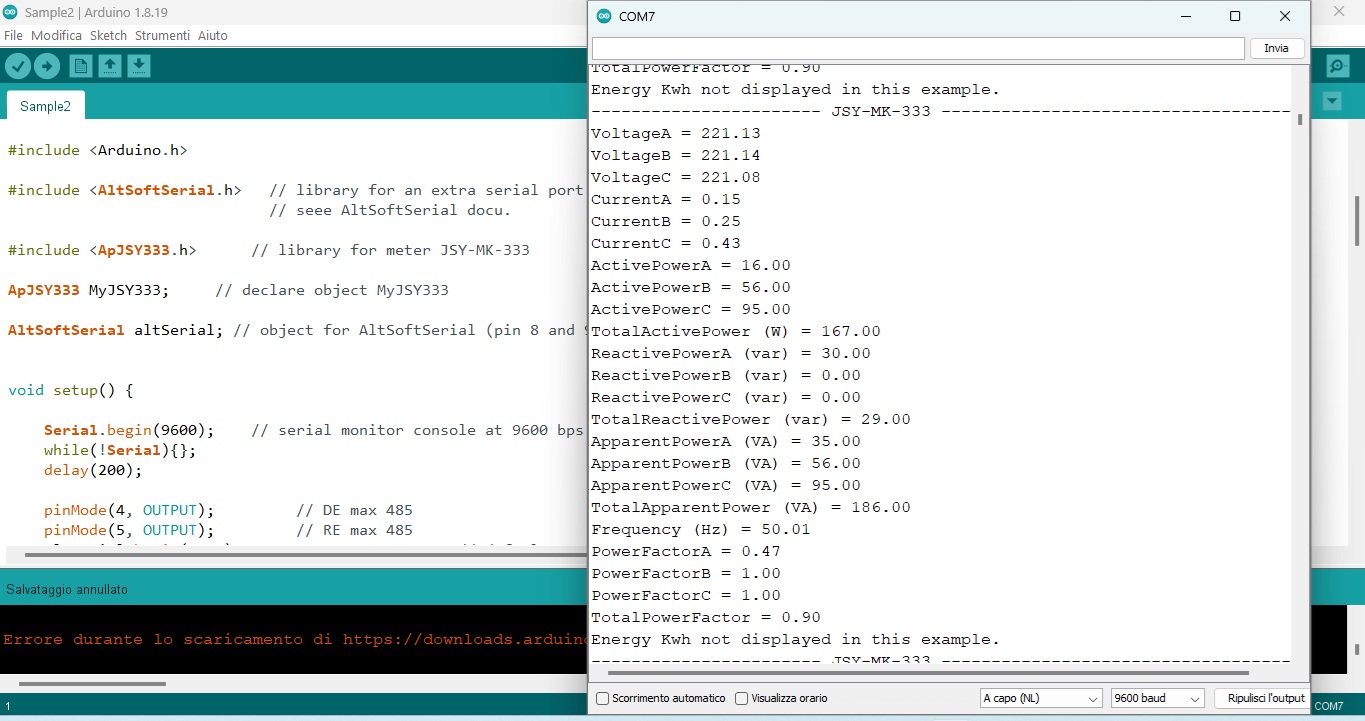 Sample2 | Arduino 1.8.19
File Modifica Sketch Strumenti Aiuto
Sample2
#include <Arduino.h>
#include <AltSoftSerial.h> // library for an extra serial port
// seee AltSoftSerial docu.
#include <ApJSY333.h> // library for meter JSY-MK-333
ApJSY333 MyJSY333; // declare object MyJSY333
AltSoftSerial altSerial; // object for AltSoftSerial (pin 8 and
void setup() {
Serial.begin(9600); // serial monitor console at 9600 bps
while(!Serial){};
delay(200);
pinMode(4, OUTPUT); // DE max 485
pinMode(5, OUTPUT); // RE max 485
Salvataggio annullato
Errore durante lo scaricamento di https://downloads.arduino
1
COM7
COM7
Invia
TotalPowerFactor = 0.90
Energy Kwh not displayed in this example.
----------------------- JSY-MK-333 -----------------------------------
VoltageA = 221.13
VoltageB = 221.14
VoltageC = 221.08
CurrentA = 0.15
CurrentB = 0.25
CurrentC = 0.43
ActivePowerA = 16.00
ActivePowerB = 56.00
ActivePowerC = 95.00
TotalActivePower (W) = 167.00
ReactivePowerA (var) = 30.00
ReactivePowerB (var) = 0.00
ReactivePowerC (var) = 0.00
TotalReactivePower (var) = 29.00
ApparentPowerA (VA) = 35.00
ApparentPowerB (VA) = 56.00
ApparentPowerC (VA) = 95.00
TotalApparentPower (VA) = 186.00
Frequency (Hz) = 50.01
PowerFactorA = 0.47
PowerFactorB = 1.00
PowerFactorC = 1.00
TotalPowerFactor = 0.90
Energy Kwh not displayed in this example.
----------------------- JSY-MK-333 -----------------------------------
Scorrimento automatico Visualizza orario A capo (NL) 9600 baud Ripulisci l'output